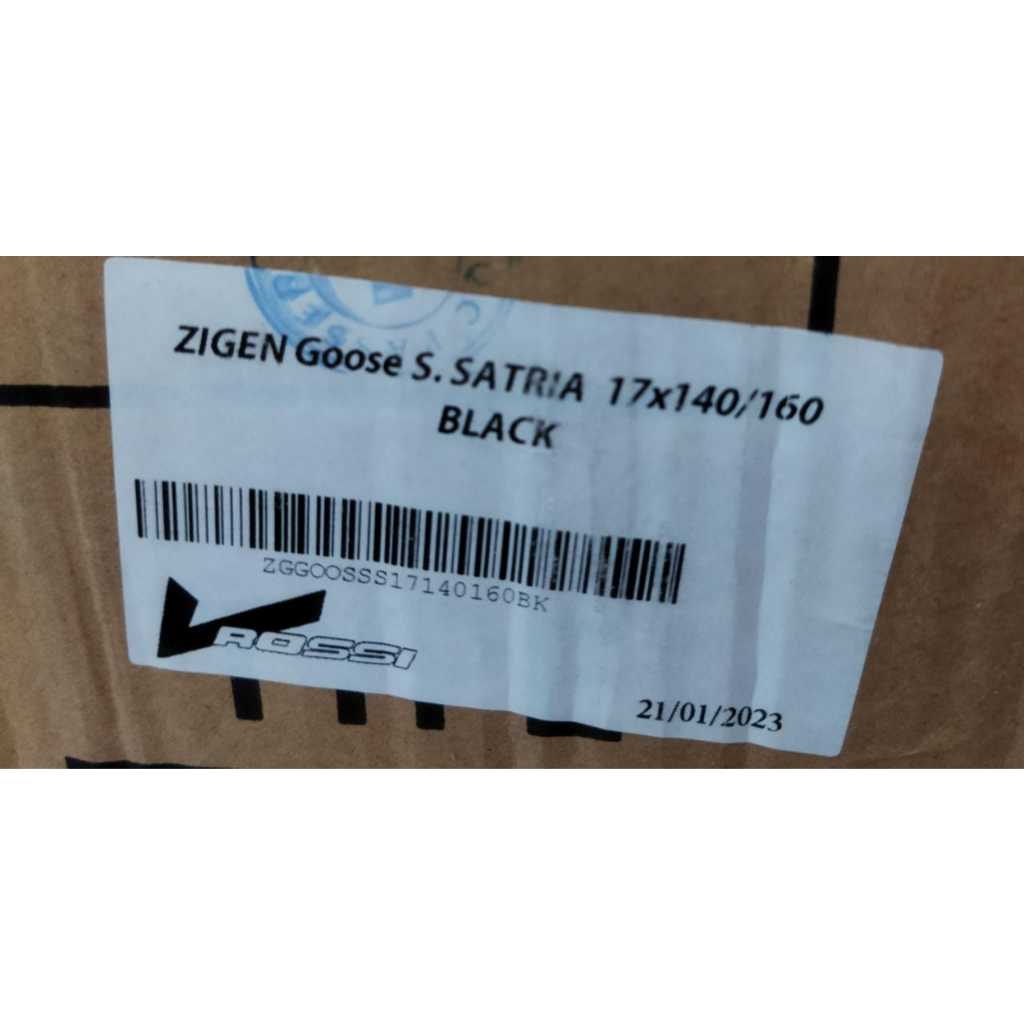 ZIGEN Goose S. SATRIA 17x140/160
BLACK
ZGGOOSSS17140160BK
ROSSI
21/01/2023